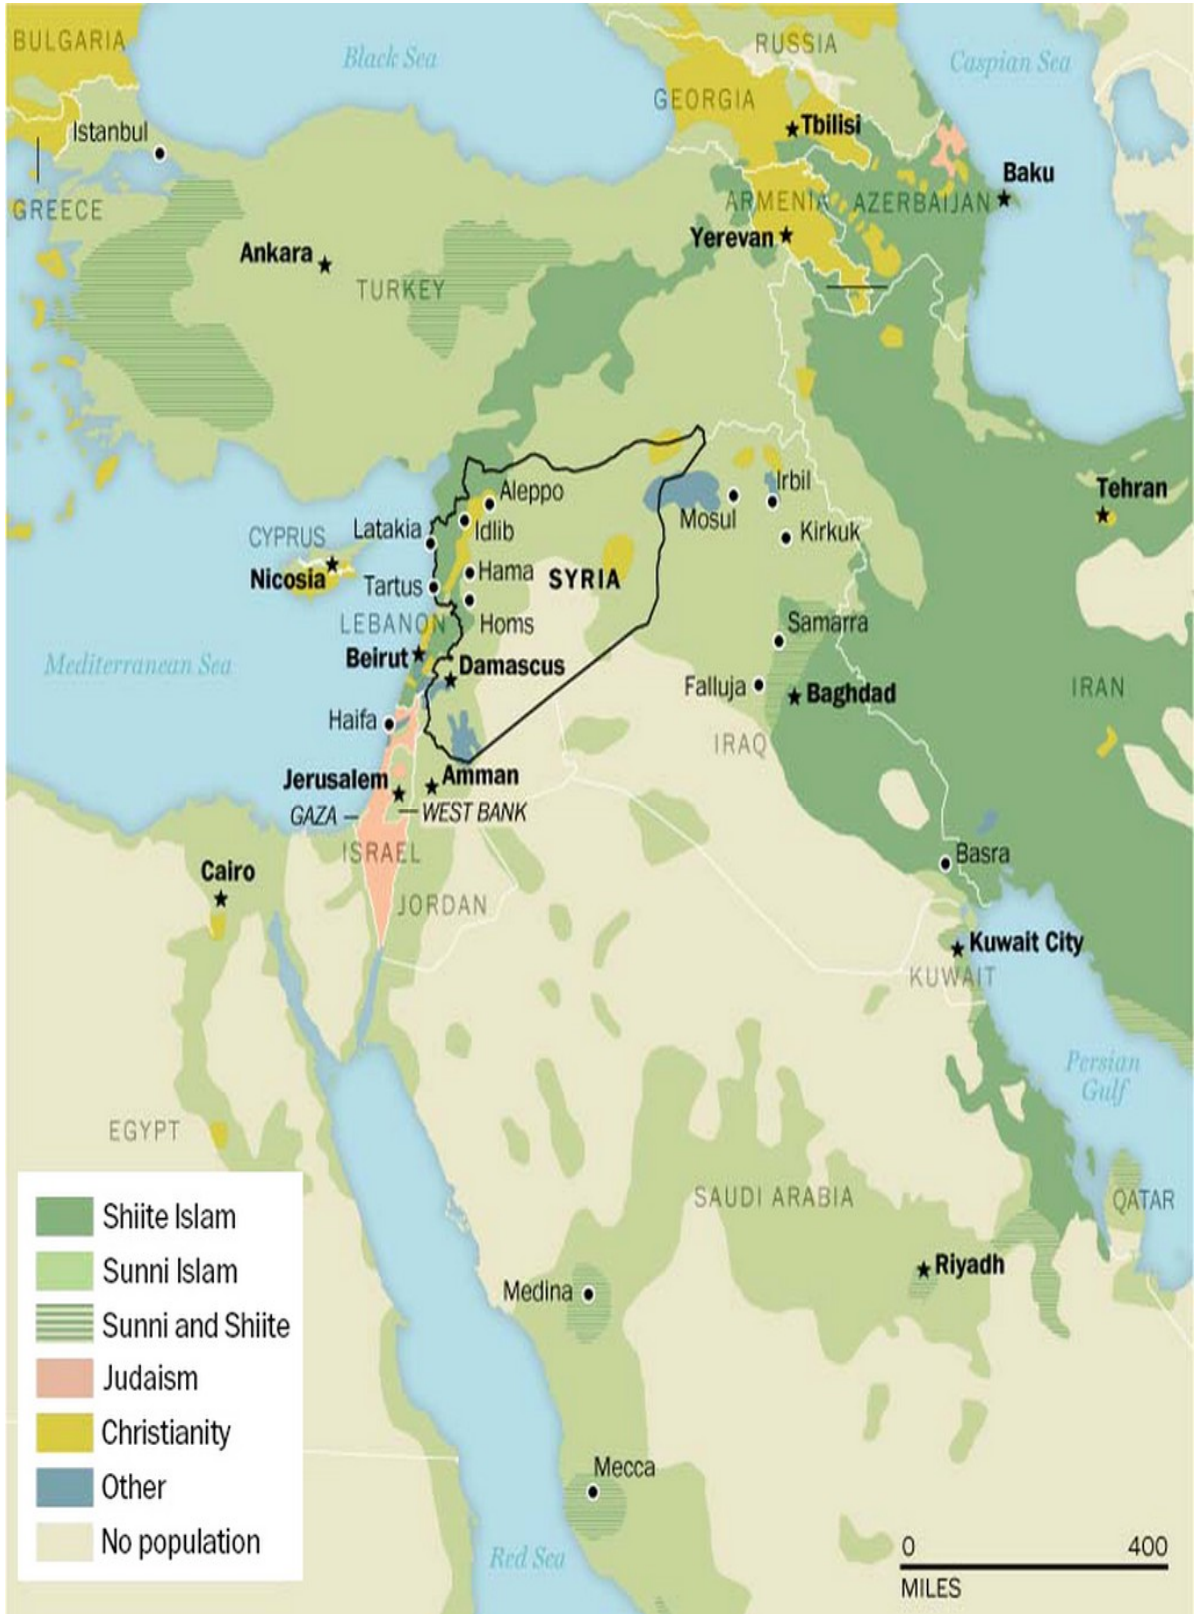 BULGARIA
Black Sea
RUSSIA
Caspian Sea
GEORGIA
Istanbul
Tbilisi
Baku
GREECE
ARMENIA
AZERBAIJAN
Yerevan
Ankara
TURKEY
Aleppo
Irbil
Tehran
Mosul
Latakia
Idlib
Kirkuk
CYPRUS
Nicosia
Hama
SYRIA
Tartus
LEBANON
Homs
Samarra
Mediterranean Sea
Beirut
Damascus
Falluja
Baghdad
IRAN
Haifa
IRAQ
Jerusalem
Amman
GAZA
WEST BANK
ISRAEL
Basra
Cairo
JORDAN
Kuwait City
KUWAIT
Persian
Gulf
EGYPT
SAUDI ARABIA
QATAR
Riyadh
Medina
Mecca
Red Sea
Shiite Islam
Sunni Islam
Sunni and Shiite
Judaism
Christianity
Other
No population
0 400
MILES